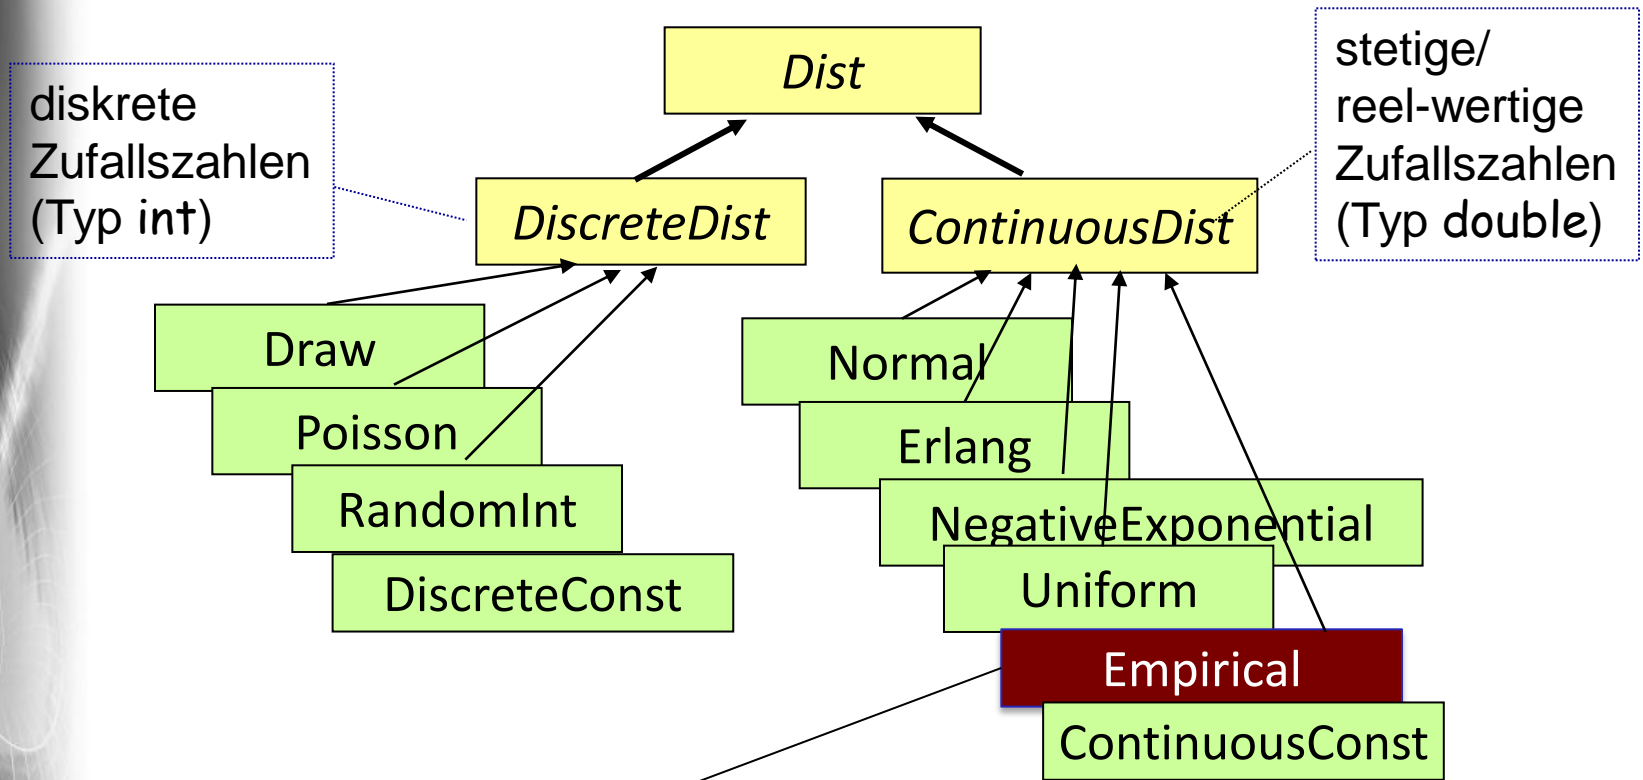 Dist
diskrete
Zufallszahlen
(Typ int)
stetige/
reel-wertige
Zufallszahlen
(Typ double)
DiscreteDist
ContinuousDist
Draw
Poisson
RandomInt
DiscreteConst
Normal
Erlang
NegativeExponential
Uniform
Empirical
ContinuousConst